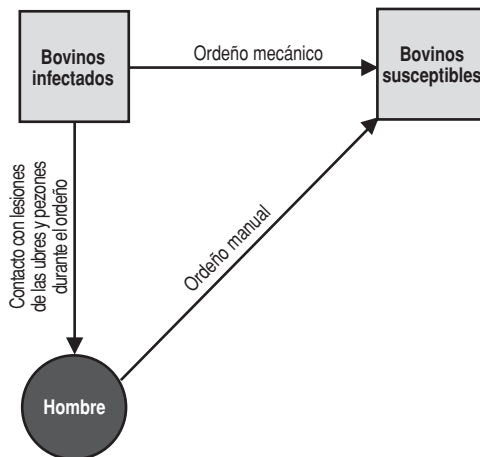 Bovinos
infectados
Ordeño mecánico
Bovinos
susceptibles
Contacto con lesiones
de las ubres y pezones
durante el ordeño
Ordeño manual
Hombre